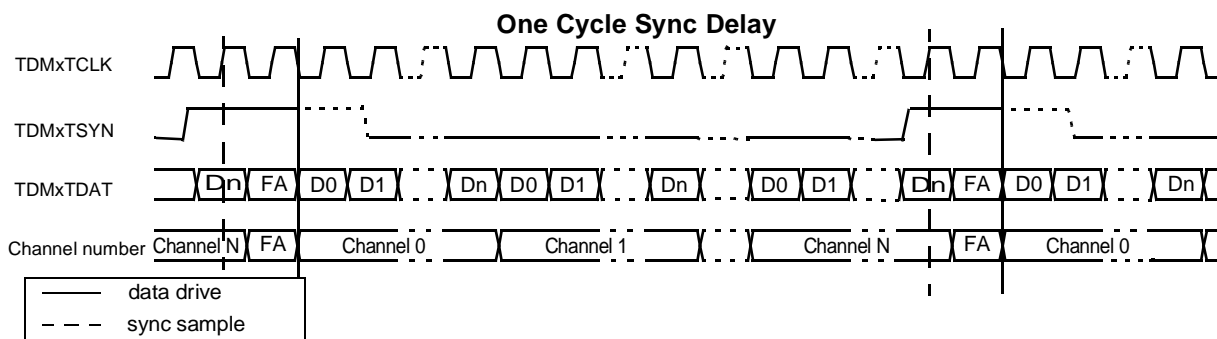 One Cycle Sync Delay
TDMxTCLK
TDMxTSYN
TDMxTDAT Dn FA D0 D1 Dn D0 D1 Dn D0 D1 Dn FA D0 D1 Dn
Channel number Channel N FA Channel 0 Channel 1 Channel N FA Channel 0
data drive
sync sample